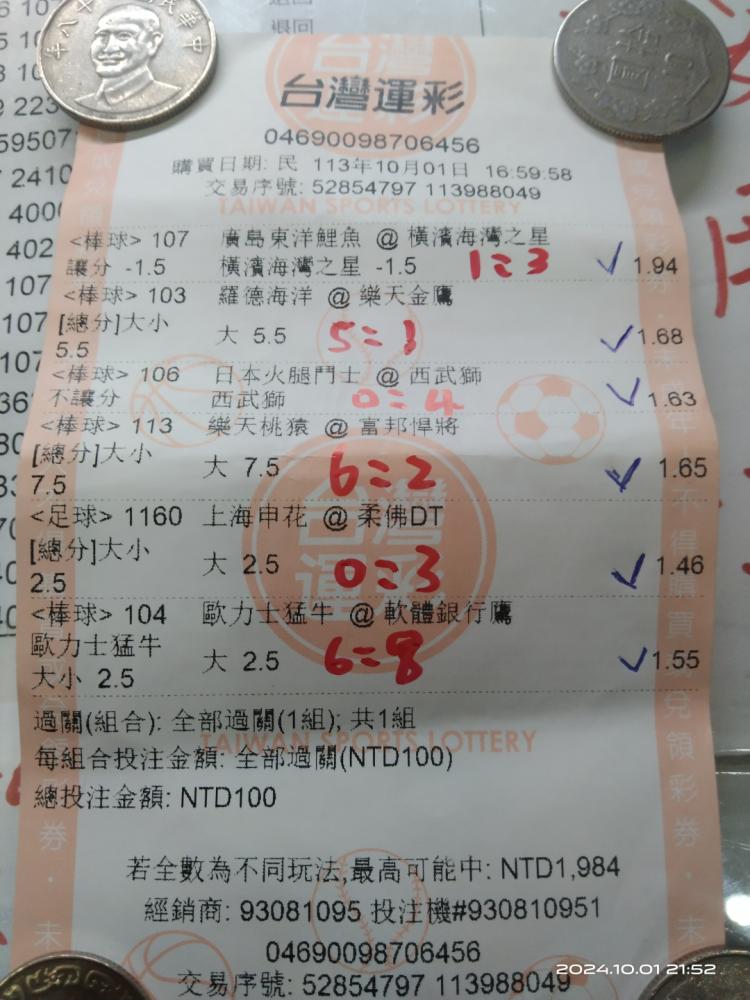 退回
台灣運彩
04690098706456
購買日期: 民 113年10月01日 16:59:58
交易序號: 52854797 113988049
TAIWAN SPORTS LOTTERY
<棒球> 107 廣島東洋鯉魚 @ 橫濱海灣之星
讓分 -1.5 橫濱海灣之星 -1.5 1=3 ✓ 1.94
<棒球> 103 羅德海洋 @ 樂天金鷹
[總分]大小 大 5.5 5=1 ✓ 1.68
5.5
<棒球> 106 日本火腿鬥士 @ 西武獅
不讓分 西武獅 0=4 ✓ 1.63
<棒球> 113 樂天桃猿 @ 富邦悍將
[總分]大小 大 7.5 6=2 ✓ 1.65
7.5
<足球> 1160 上海申花 @ 柔佛DT
[總分]大小 大 2.5 0=3 ✓ 1.46
2.5
<棒球> 104 歐力士猛牛 @ 軟體銀行鷹
歐力士猛牛 大 2.5 6=8 ✓ 1.55
大小 2.5
過關(組合): 全部過關(1組); 共1組
TAIWAN SPORTS LOTTERY
每組合投注金額: 全部過關(NTD100)
總投注金額: NTD100
若全數為不同玩法,最高可能中: NTD1,984
經銷商: 93081095 投注機#930810951
04690098706456
交易序號: 52854797 113988049
2024.10.01 21:52